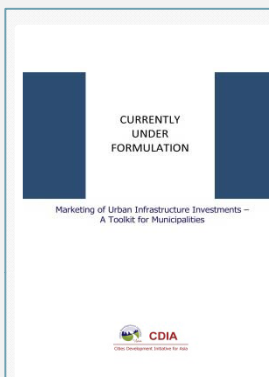 CURRENTLY
UNDER
FORMULATION
Marketing of Urban Infrastructure Investments –
A Toolkit for Municipalities
CDIA
Cities Development Initiative for Asia